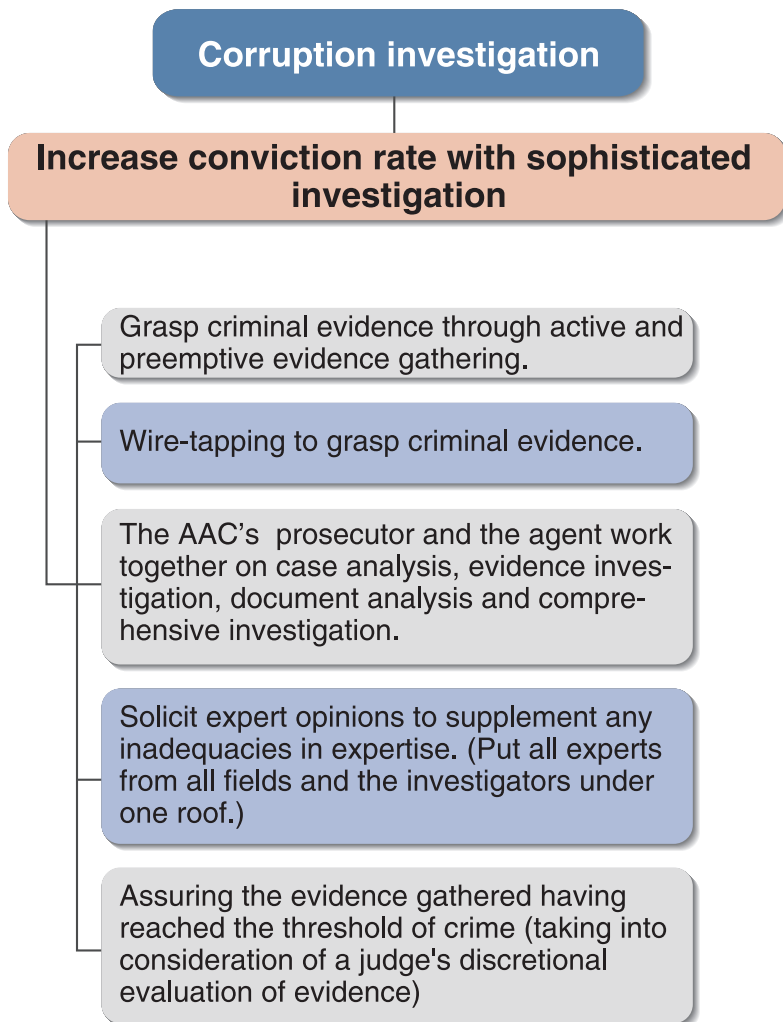 Corruption investigation
Increase conviction rate with sophisticated
investigation
Grasp criminal evidence through active and
preemptive evidence gathering.
Wire-tapping to grasp criminal evidence.
The AAC’s  prosecutor and the agent work
together on case analysis, evidence inves-
tigation, document analysis and compre-
hensive investigation.
Solicit expert opinions to supplement any
inadequacies in expertise. (Put all experts
from all fields and the investigators under
one roof.)
Assuring the evidence gathered having
reached the threshold of crime (taking into
consideration of a judge's discretional
evaluation of evidence)